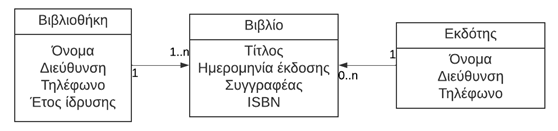 Βιβλιοθήκη
Όνομα
Διεύθυνση
Τηλέφωνο
Έτος ίδρυσης
1
1..n
Βιβλίο
Τίτλος
Ημερομηνία έκδοσης
Συγγραφέας
ISBN
0..n
1
Εκδότης
Όνομα
Διεύθυνση
Τηλέφωνο